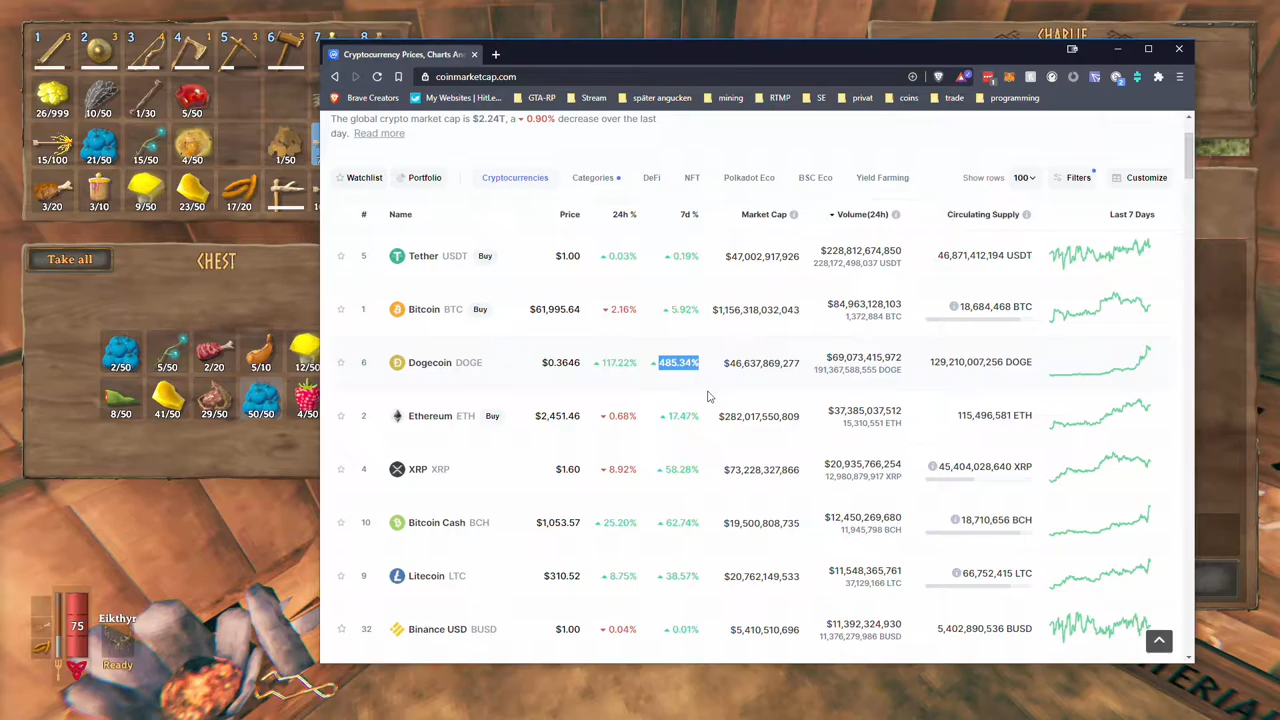 1 2 3 4 5 6 7 8
CHARLIE
Cryptocurrency Prices, Charts An
coinmarketcap.com
26/999 10/50 1/30 5/50
Brave Creators My Websites | HitLe... GTA-RP Stream später angucken mining RTMP SE privat coins trade programming
The global crypto market cap is $2.24T, a 0.90% decrease over the last
day. Read more
15/100 21/50 15/50 4/50 1/50
Watchlist Portfolio Cryptocurrencies Categories DeFi NFT Polkadot Eco BSC Eco Yield Farming Show rows 100 Filters Customize
3/20 3/10 9/50 23/50 17/20
# Name Price 24h % 7d % Market Cap Volume(24h) Circulating Supply Last 7 Days
Take all CHEST
5 Tether USDT Buy $1.00 0.03% 0.19% $47,002,917,926 $228,812,674,850 46,871,412,194 USDT
228,172,498,037 USDT
1 Bitcoin BTC Buy $61,995.64 2.16% 5.92% $1,156,318,032,043 $84,963,128,103 18,684,468 BTC
1,372,884 BTC
6 Dogecoin DOGE $0.3646 117.22% 485.34% $46,637,869,277 $69,073,415,972 129,210,007,256 DOGE
191,367,588,555 DOGE
2/50 5/50 2/20 5/10 12/50
8/50 41/50 29/50 50/50 4/50
2 Ethereum ETH Buy $2,451.46 0.68% 17.47% $282,017,550,809 $37,385,037,512 115,496,581 ETH
15,310,551 ETH
4 XRP XRP $1.60 8.92% 58.28% $73,228,327,866 $20,935,766,254 45,404,028,640 XRP
12,980,879,917 XRP
10 Bitcoin Cash BCH $1,053.57 25.20% 62.74% $19,500,808,735 $12,450,269,680 18,710,656 BCH
11,945,798 BCH
9 Litecoin LTC $310.52 8.75% 38.57% $20,762,149,533 $11,548,365,761 66,752,415 LTC
37,129,166 LTC
32 Binance USD BUSD $1.00 0.04% 0.01% $5,410,510,696 $11,392,324,930 5,402,890,536 BUSD
11,376,279,986 BUSD
75 Eikthyr
Ready